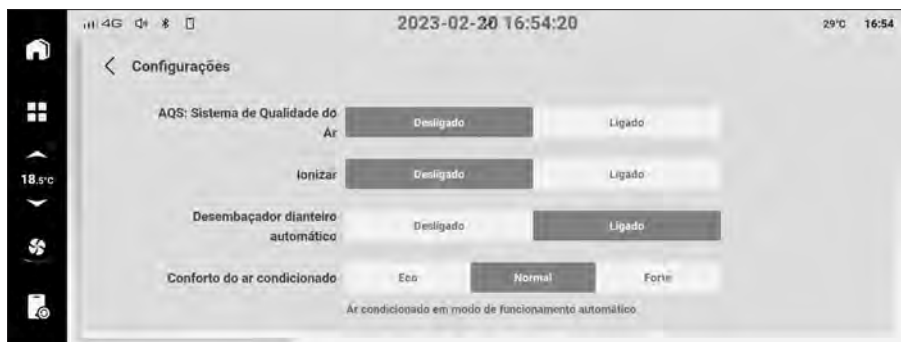 4G 2023-02-20 16:54:20 29°C 16:54
Configurações
AQS: Sistema de Qualidade do
Ar
Desligado Ligado
Ionizar Desligado Ligado
Desembaçador dianteiro
automático
Desligado Ligado
18.5°C
Conforto do ar condicionado Eco Normal Forte
Ar condicionado em modo de funcionamento automático